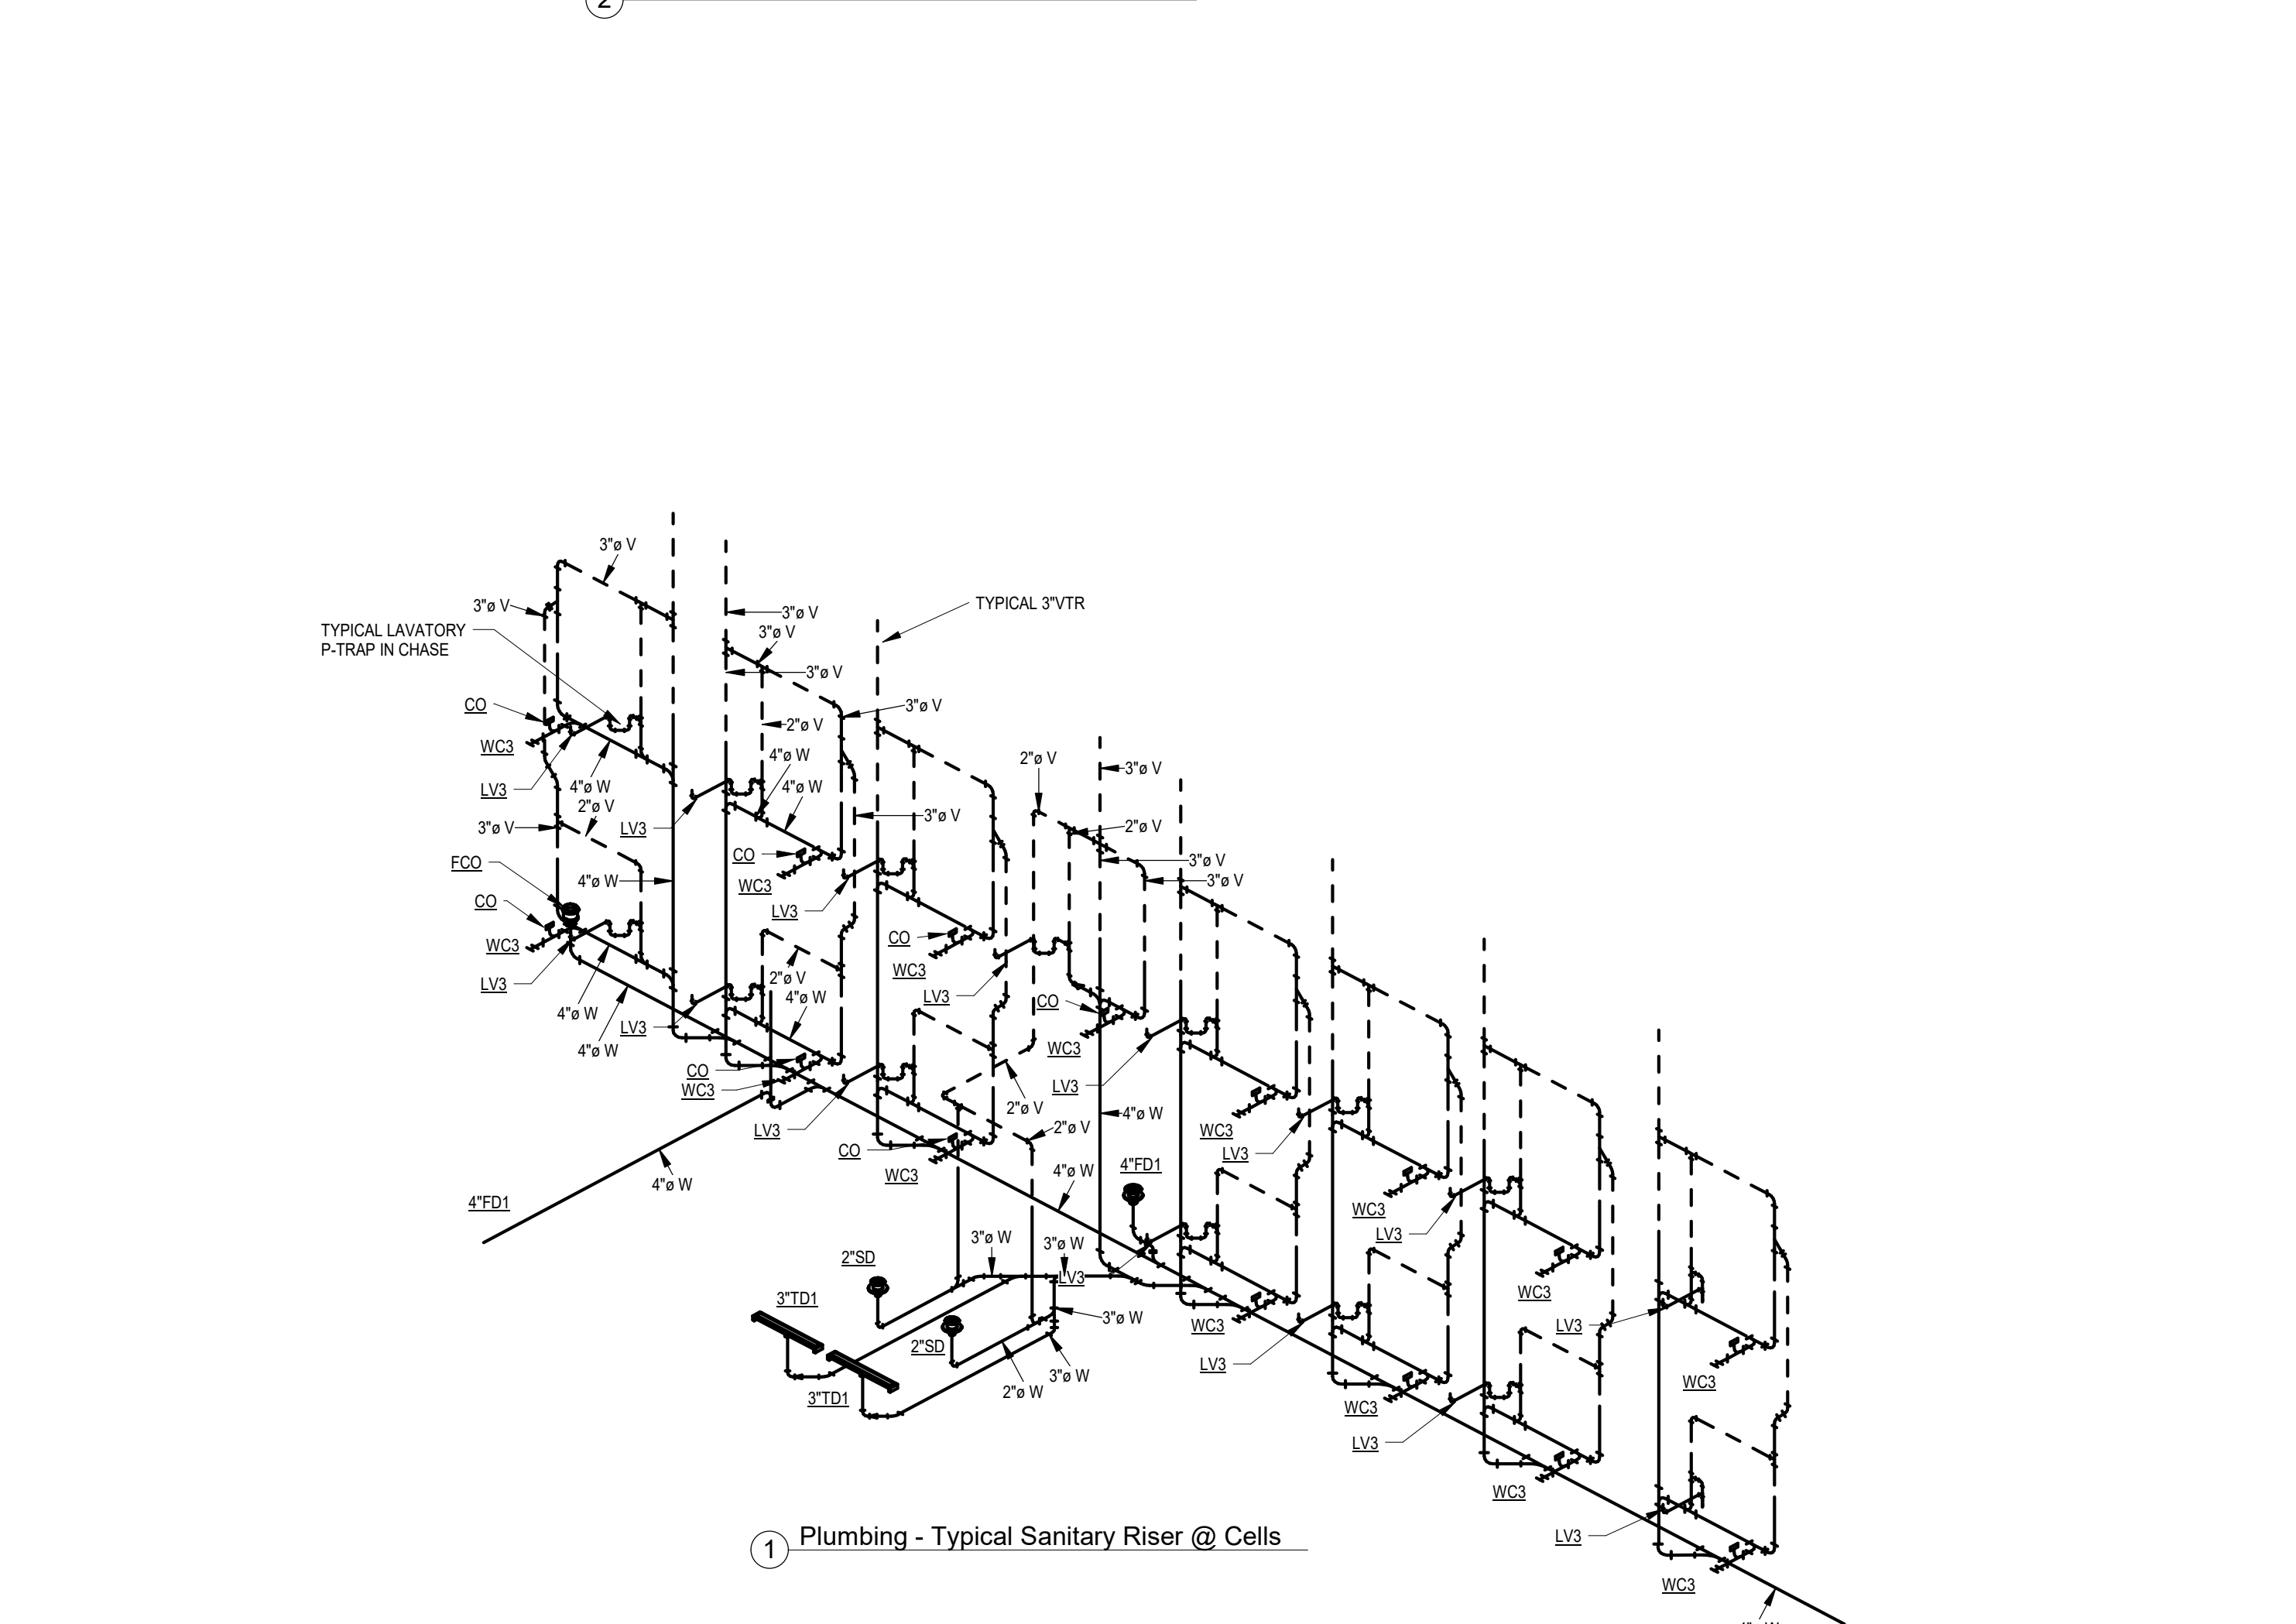 2
3"ø V
3"ø V
TYPICAL 3"VTR
3"ø V
TYPICAL LAVATORY
P-TRAP IN CHASE
3"ø V
3"ø V
CO
3"ø V
2"ø V
WC3
4"ø W
2"ø V
3"ø V
4"ø W
4"ø W
LV3
2"ø V
3"ø V
3"ø V
LV3
2"ø V
CO
FCO
3"ø V
4"ø W
3"ø V
WC3
CO
LV3
CO
WC3
WC3
LV3
2"ø V
4"ø W
LV3
CO
4"ø W
LV3
4"ø W
WC3
CO
WC3
LV3
2"ø V
4"ø W
LV3
2"ø V
WC3
CO
LV3
4"ø W
4"FD1
WC3
4"ø W
4"FD1
WC3
3"ø W
3"ø W
LV3
2"SD
LV3
WC3
3"TD1
3"ø W
WC3
LV3
2"SD
LV3
3"ø W
WC3
2"ø W
3"TD1
WC3
LV3
WC3
LV3
WC3
1 Plumbing - Typical Sanitary Riser @ Cells